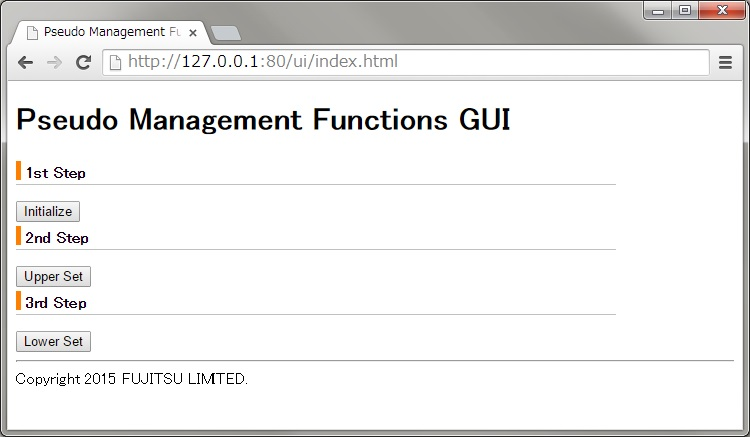 Pseudo Management Fu
http://127.0.0.1:80/ui/index.html
Pseudo Management Functions GUI
1st Step
Initialize
2nd Step
Upper Set
3rd Step
Lower Set
Copyright 2015 FUJITSU LIMITED.